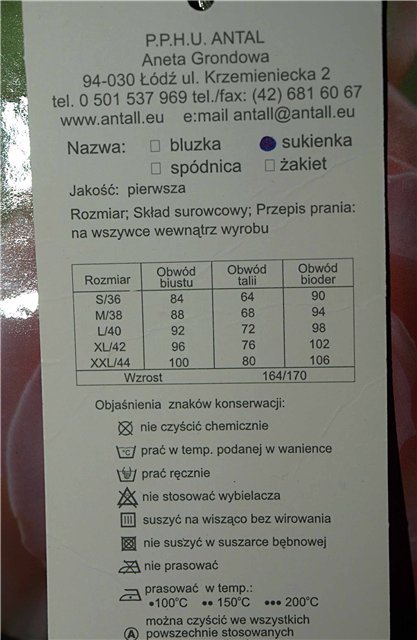 P.P.H.U. ANTAL
Aneta Grondowa
94-030 Łódź ul. Krzemieniecka 2
tel. 0 501 537 969 tel./fax: (42) 681 60 67
www.antall.eu e:mail antall@antall.eu
Nazwa: bluzka sukienka
spódnica żakiet
Jakość: pierwsza
Rozmiar; Skład surowcowy; Przepis prania:
na wszywce wewnątrz wyrobu
Rozmiar Obwód biustu Obwód talii Obwód bioder
S/36 84 64 90
M/38 88 68 94
L/40 92 72 98
XL/42 96 76 102
XXL/44 100 80 106
Wzrost 164/170
Objaśnienia znaków konserwacji:
nie czyścić chemicznie
°C prać w temp. podanej w wanience
prać ręcznie
nie stosować wybielacza
suszyć na wisząco bez wirowania
nie suszyć w suszarce bębnowej
nie prasować
prasować w temp.:
•100°C •• 150°C ••• 200°C
można czyścić we wszystkich
A powszechnie stosowanych